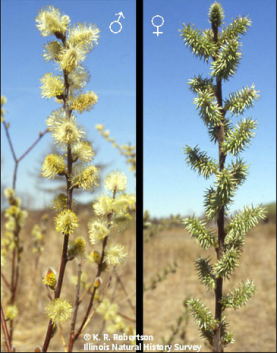 ♂ ♀
© K. R. Robertson
Illinois Natural History Survey